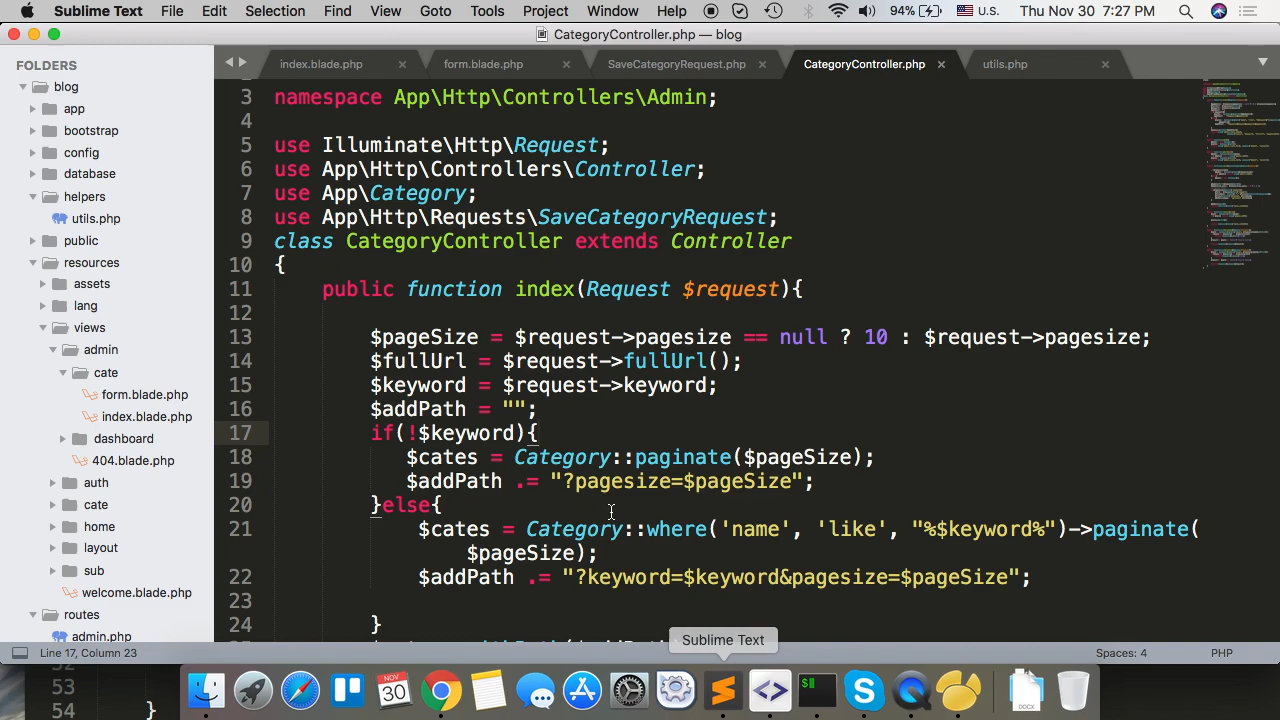 Sublime Text File Edit Selection Find View Goto Tools Project Window Help 94% U.S. Thu Nov 30 7:27 PM
CategoryController.php — blog
FOLDERS
blog
app
bootstrap
config
database
helpers
utils.php
public
resources
assets
lang
views
admin
cate
form.blade.php
index.blade.php
dashboard
404.blade.php
auth
cate
home
layout
sub
welcome.blade.php
routes
admin.php
index.blade.php form.blade.php SaveCategoryRequest.php CategoryController.php utils.php
3 namespace App\Http\Controllers\Admin;
4
5 use Illuminate\Http\Request;
6 use App\Http\Controllers\Controller;
7 use App\Category;
8 use App\Http\Requests\SaveCategoryRequest;
9 class CategoryController extends Controller
10 {
11 public function index(Request $request){
12
13 $pageSize = $request->pagesize == null ? 10 : $request->pagesize;
14 $fullUrl = $request->fullUrl();
15 $keyword = $request->keyword;
16 $addPath = "";
17 if(!$keyword){
18 $cates = Category::paginate($pageSize);
19 $addPath .= "?pagesize=$pageSize";
20 }else{
21 $cates = Category::where('name', 'like', "%$keyword%")->paginate(
$pageSize);
22 $addPath .= "?keyword=$keyword&pagesize=$pageSize";
23
24 }
Sublime Text
Line 17, Column 23 Spaces: 4 PHP
53
54 }
NOV
30
$
DOCX